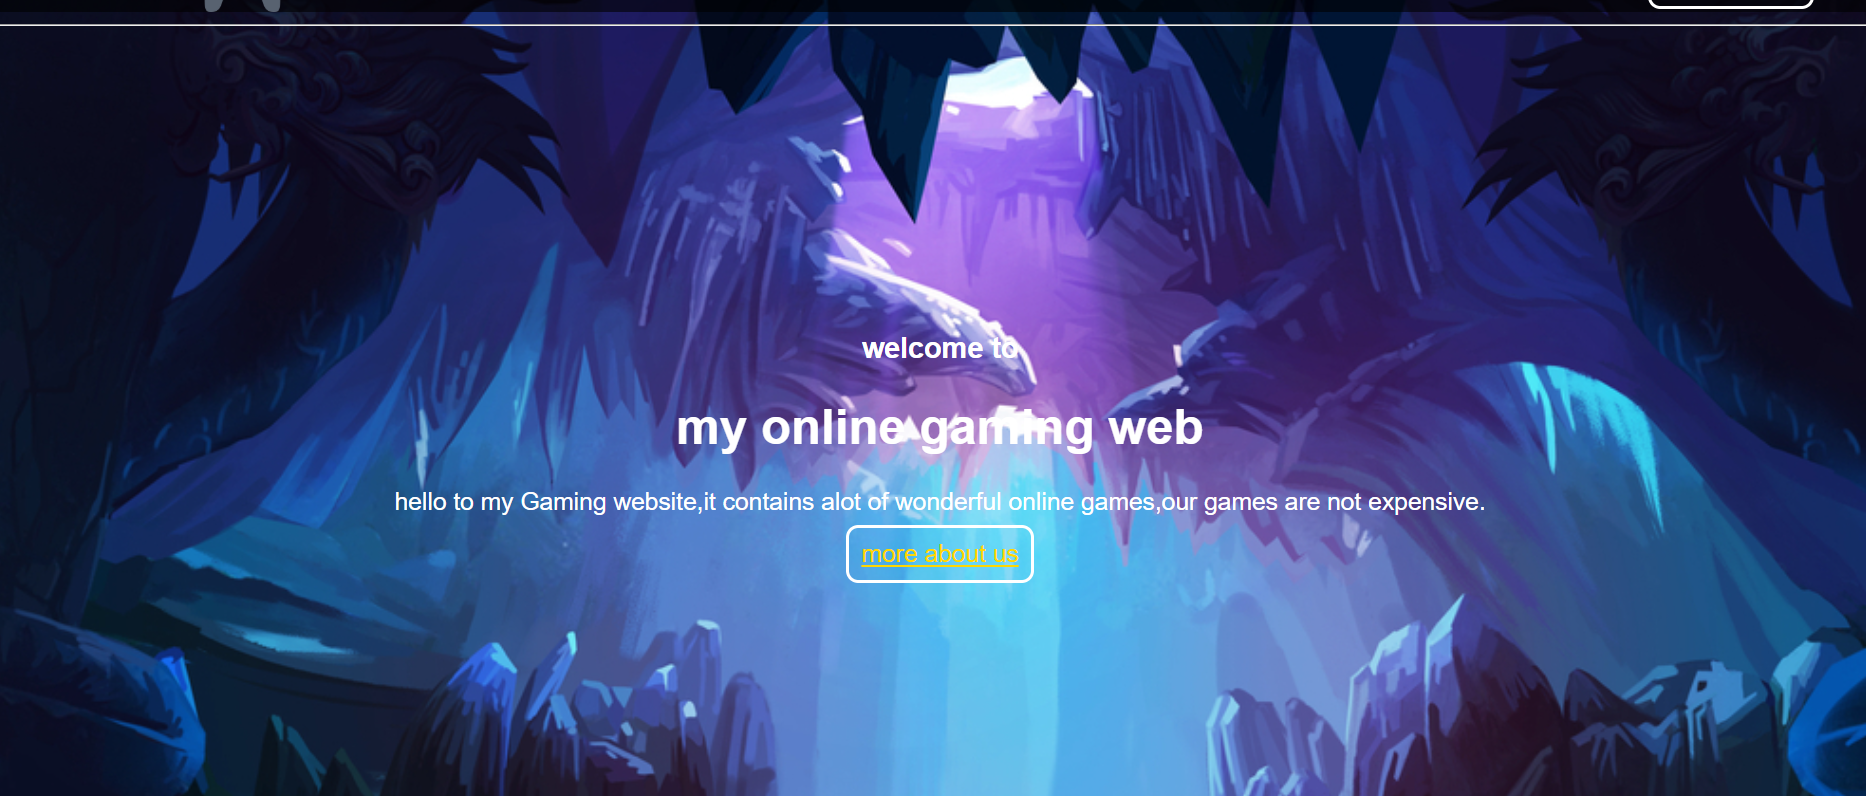 welcome to
my online gaming web
hello to my Gaming website,it contains alot of wonderful online games,our games are not expensive.
more about us